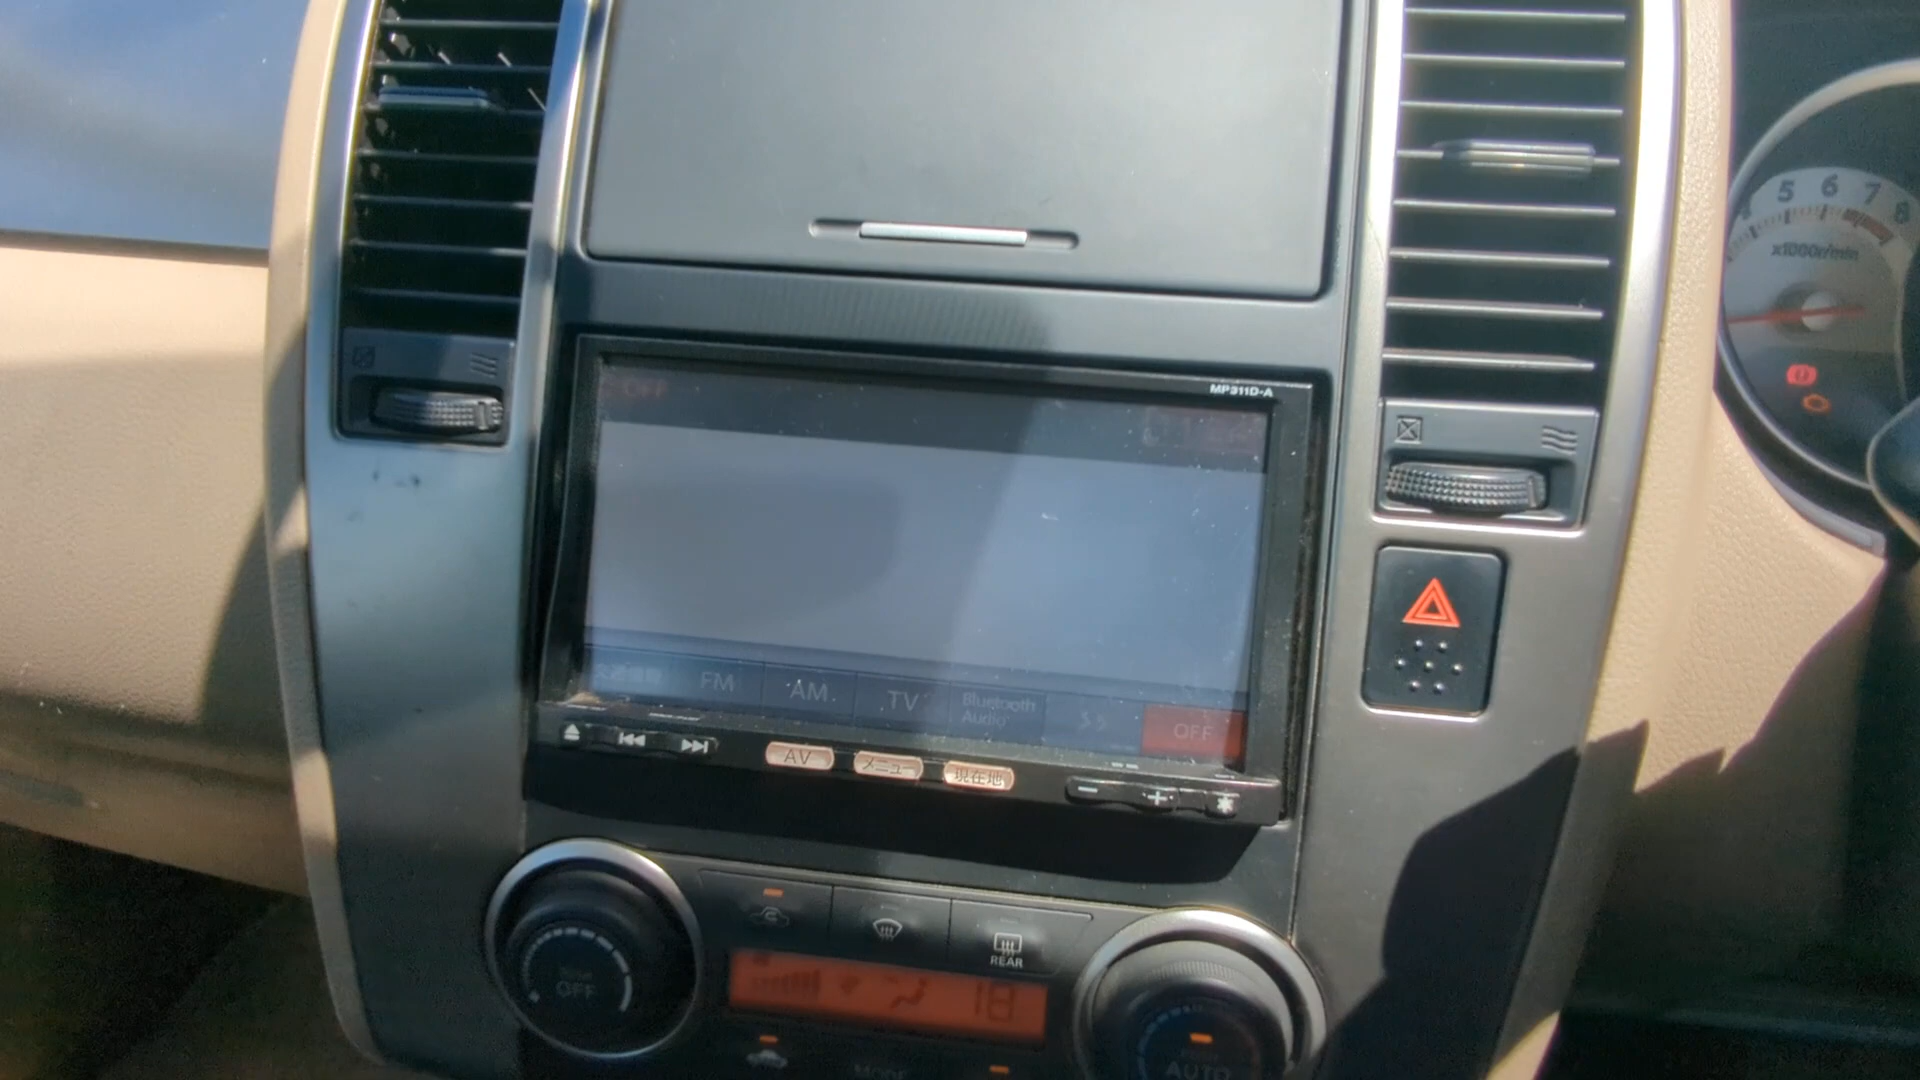 5 6 7 8
x1000r/min
OFF
MP311D-A
FM AM TV Bluetooth Audio OFF
AV メニュー 現在地
REAR
OFF
18
MODE
AUTO